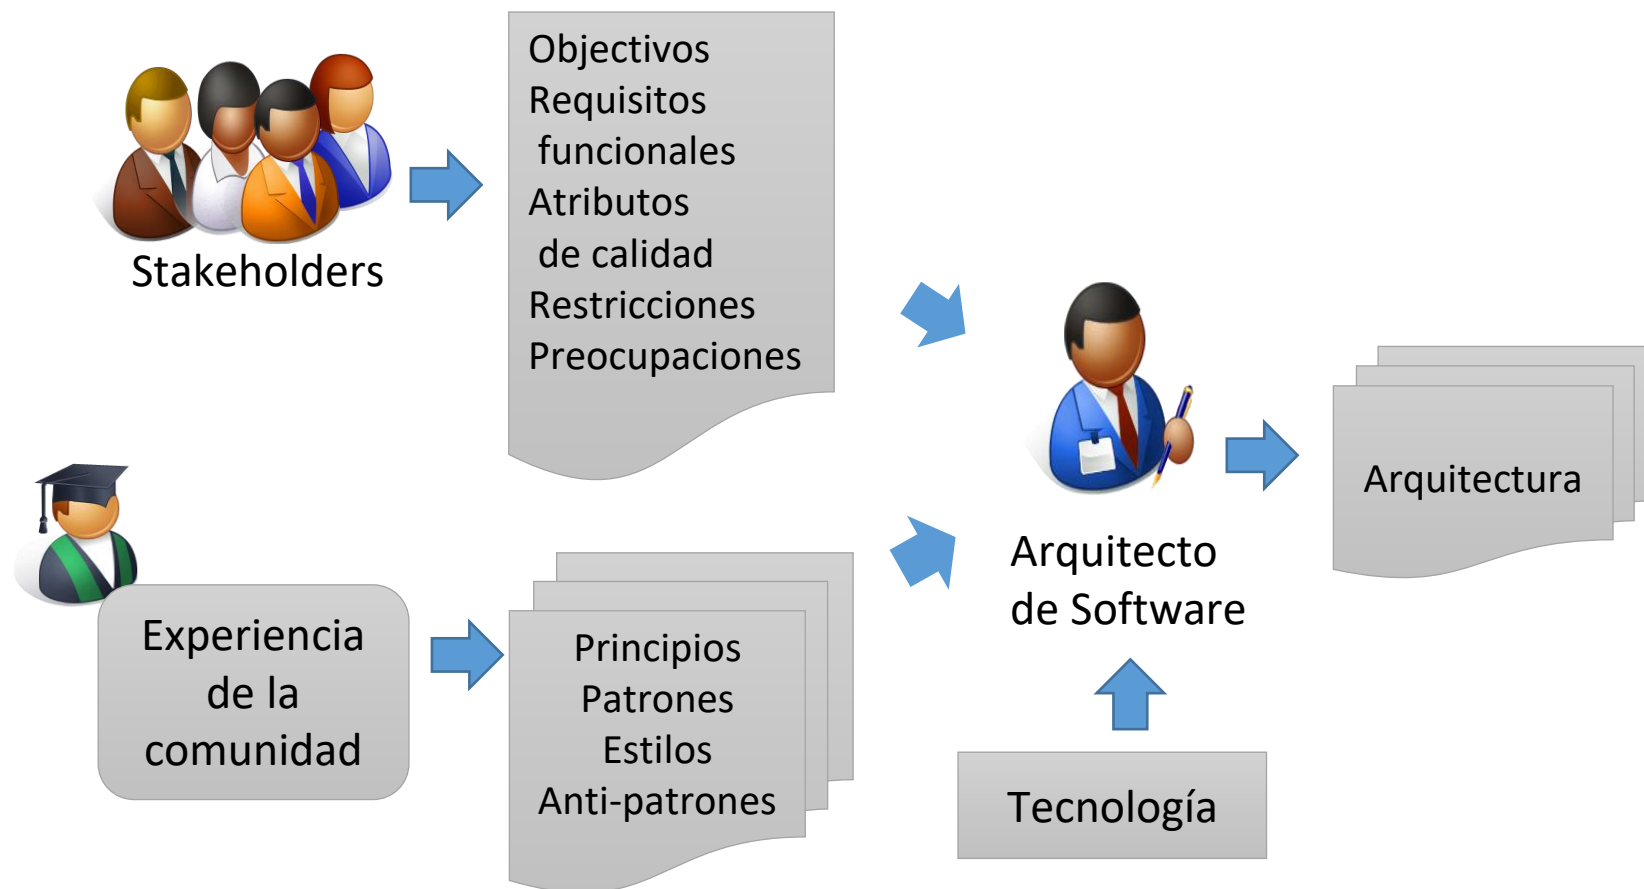 Stakeholders
Objectivos
Requisitos
funcionales
Atributos
de calidad
Restricciones
Preocupaciones
Experiencia
de la
comunidad
Principios
Patrones
Estilos
Anti-patrones
Arquitecto
de Software
Tecnología
Arquitectura